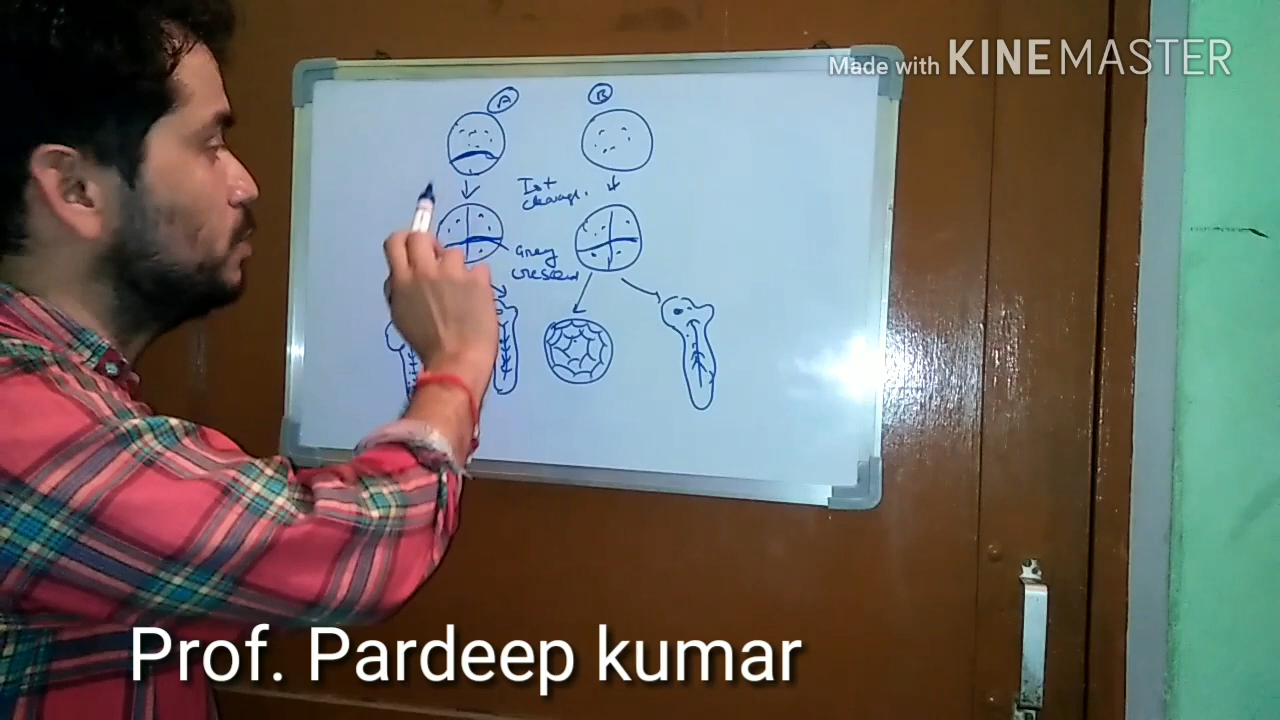 Made with KINEMASTER
A
B
Ist
cleavage.
Grey
crescent
Prof. Pardeep kumar